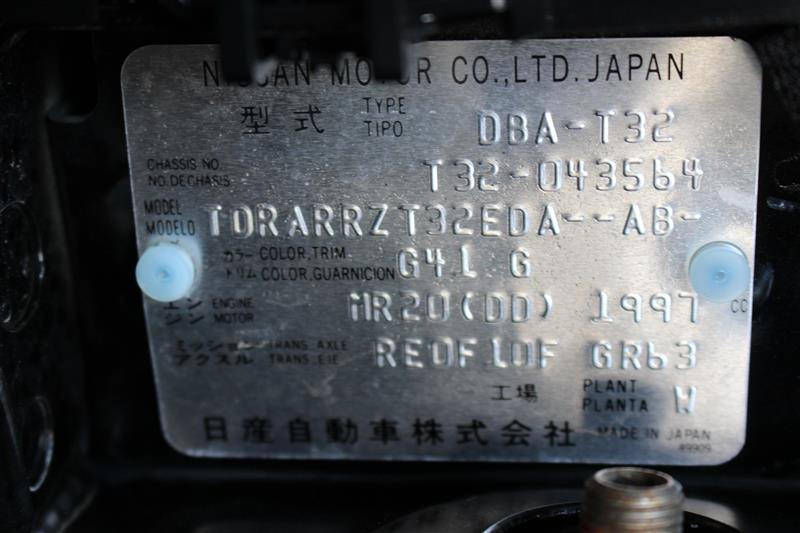 NISSAN MOTOR CO.,LTD. JAPAN
型式 TYPE TIPO DBA-T32
CHASSIS NO. NO. DE CHASIS T32-043564
MODEL MODELO TDRARRZT32EDA--AB-
カラー トリム COLOR, TRIM COLOR, GUARNICION G41 G
エンジン ENGINE MOTOR MR20(DD) 1997 CC
ミッション アクスル TRANS. AXLE TRANS. EJE RE0F10F GR63
工場 PLANT PLANTA W
日産自動車株式会社 MADE IN JAPAN
49909